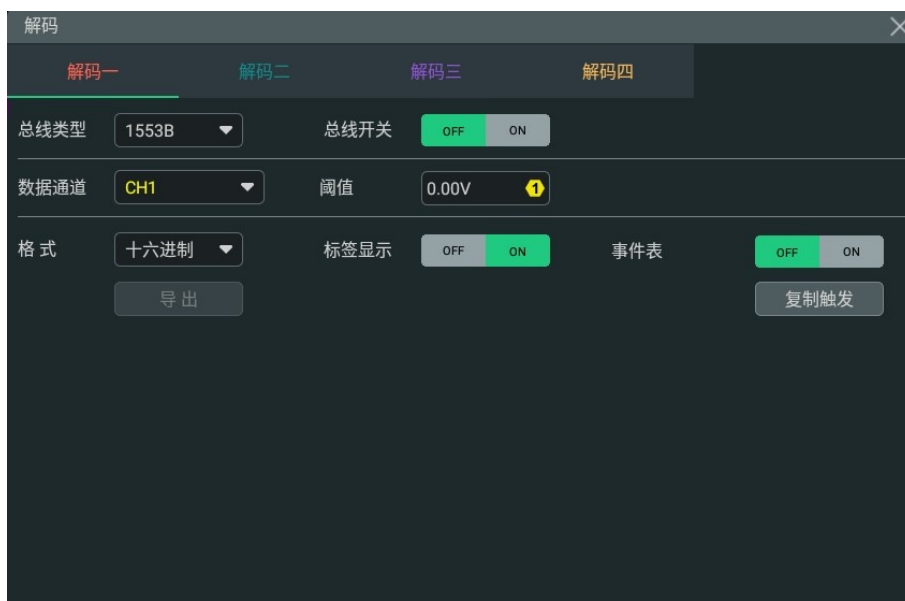 解码
解码一 解码二 解码三 解码四
总线类型 1553B 总线开关 OFF ON
数据通道 CH1 阈值 0.00V 1
格式 十六进制 标签显示 OFF ON 事件表 OFF ON
导出 复制触发